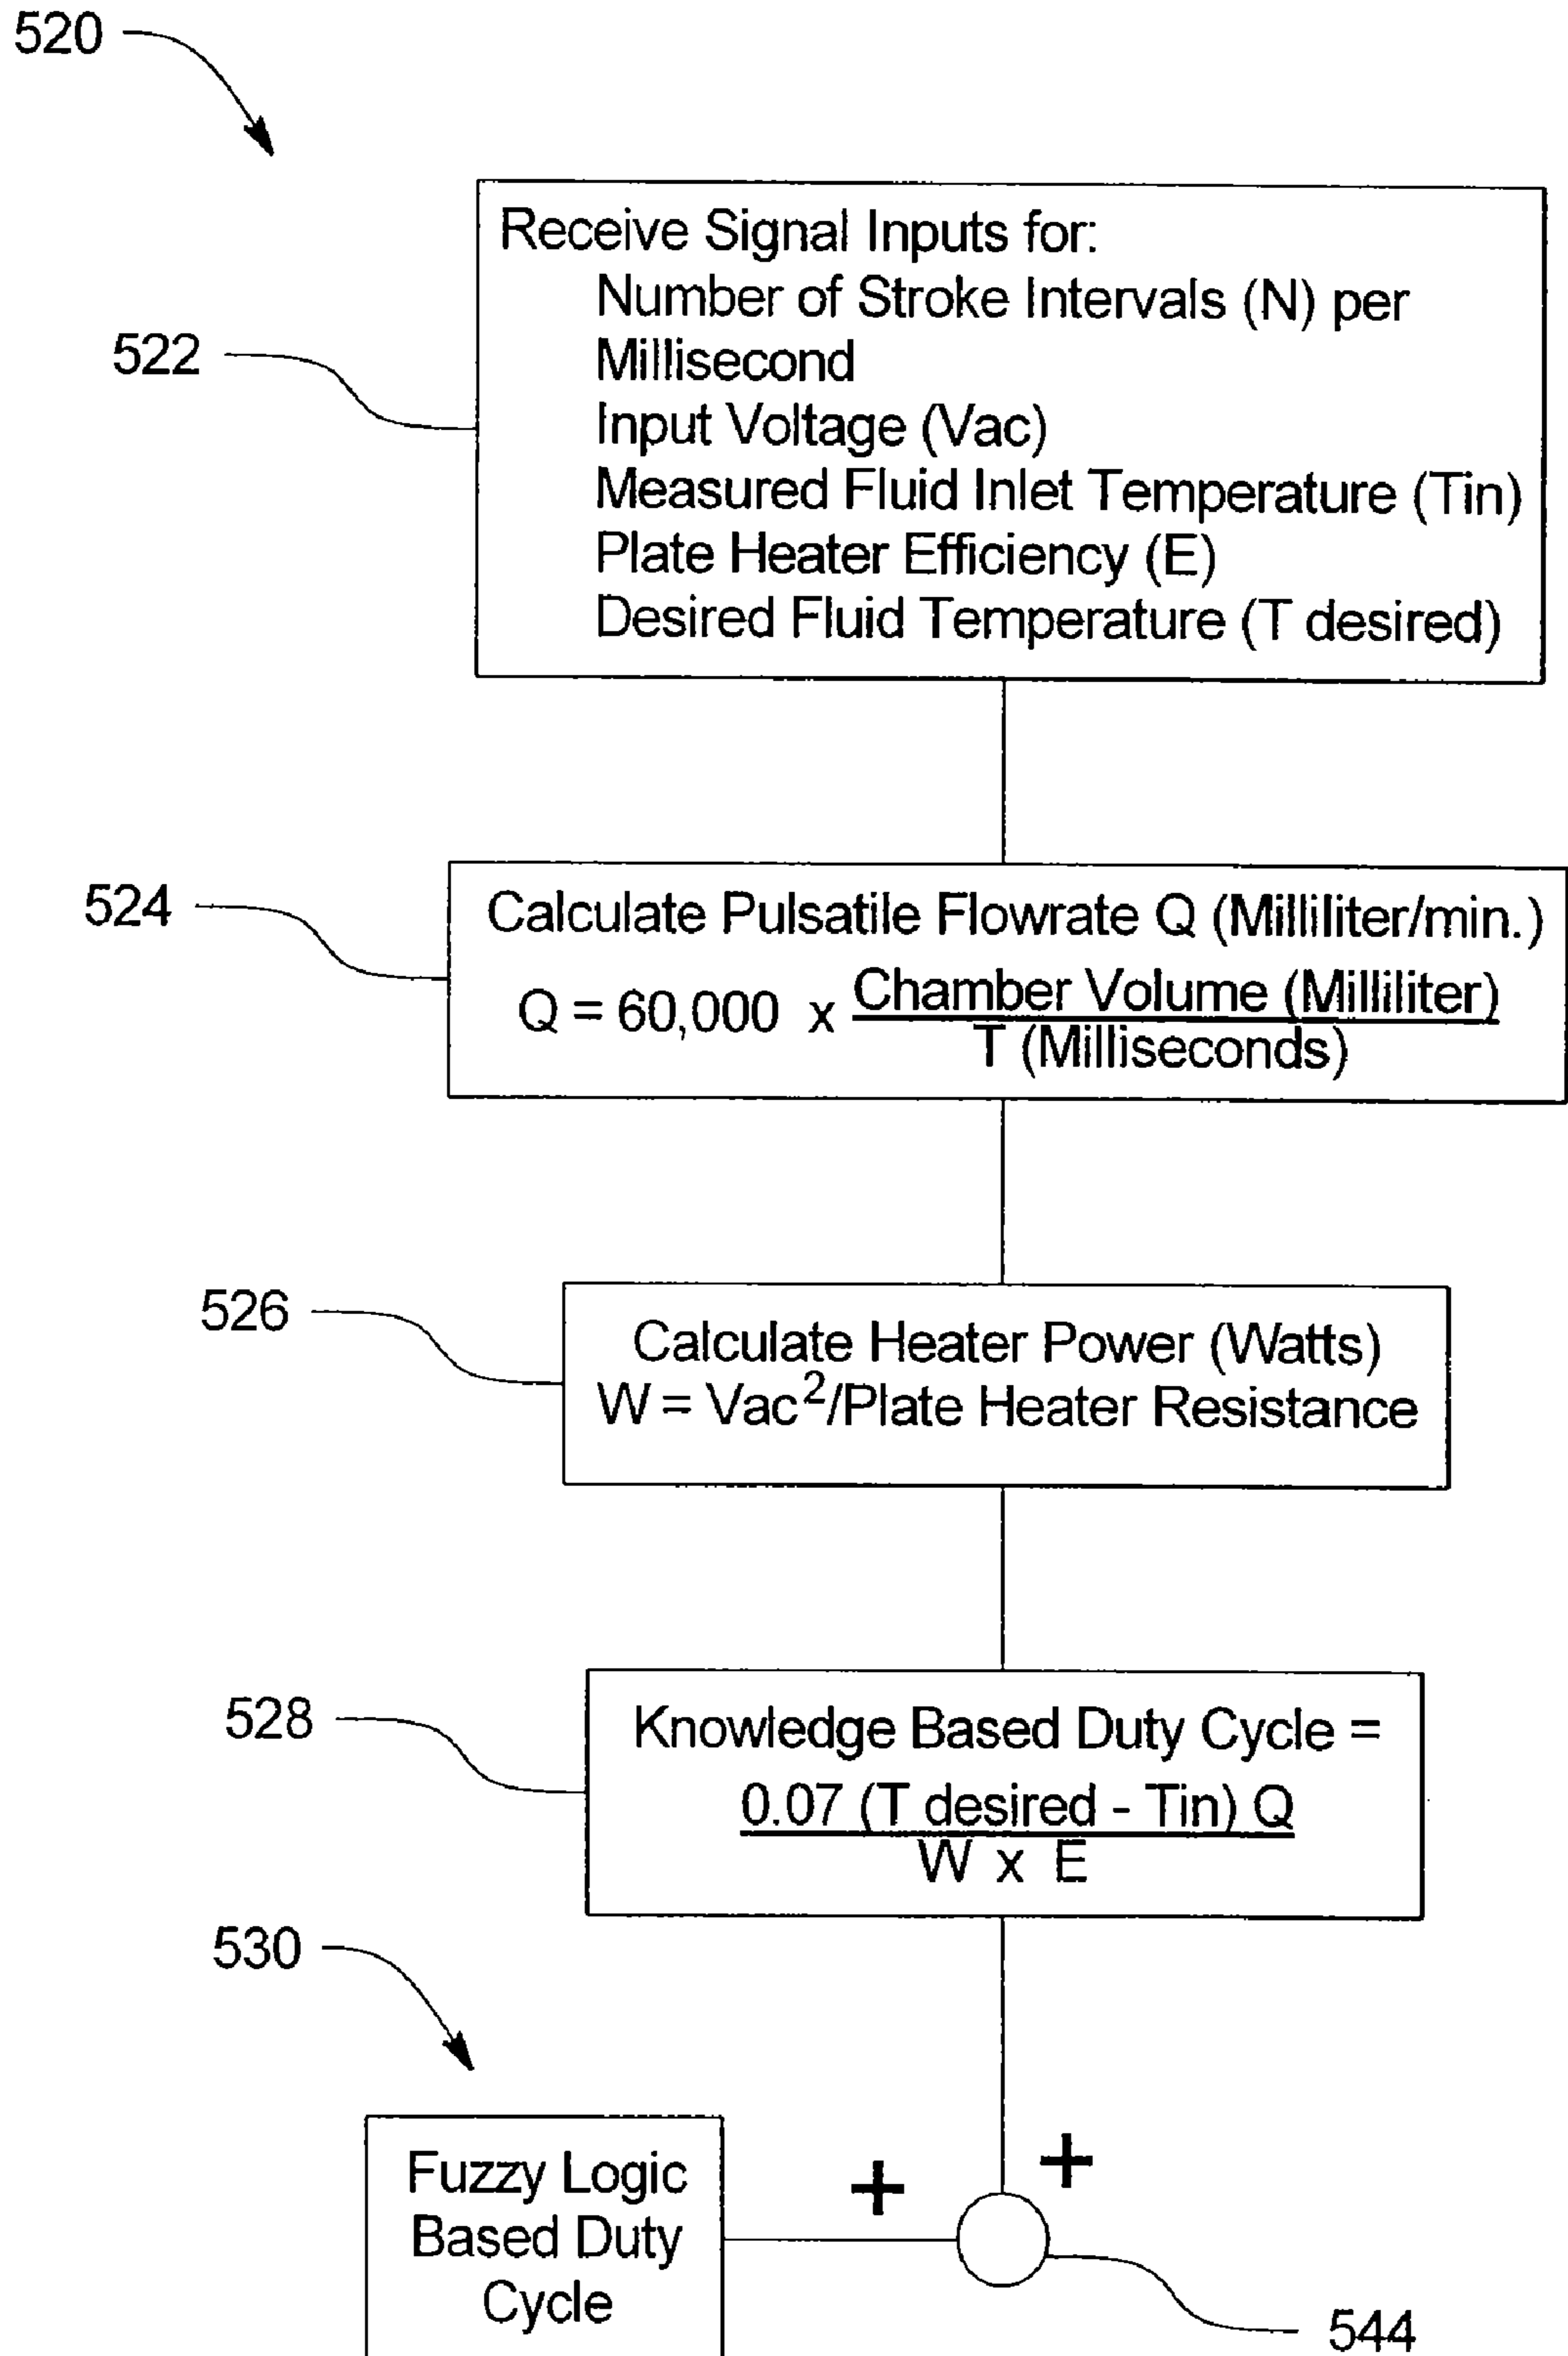 520
Receive Signal Inputs for:
Number of Stroke Intervals (N) per
Millisecond
522
Input Voltage (Vac)
Measured Fluid Inlet Temperature (Tin)
Plate Heater Efficiency (E)
Desired Fluid Temperature (T desired)
524
Calculate Pulsatile Flowrate Q (Milliliter/min.)
Q = 60,000 x Chamber Volume (Milliliter)
T (Milliseconds)
526
Calculate Heater Power (Watts)
W = Vac²/Plate Heater Resistance
528
Knowledge Based Duty Cycle =
0.07 (T desired - Tin) Q
W x E
530
+
+
Fuzzy Logic
Based Duty
Cycle
544